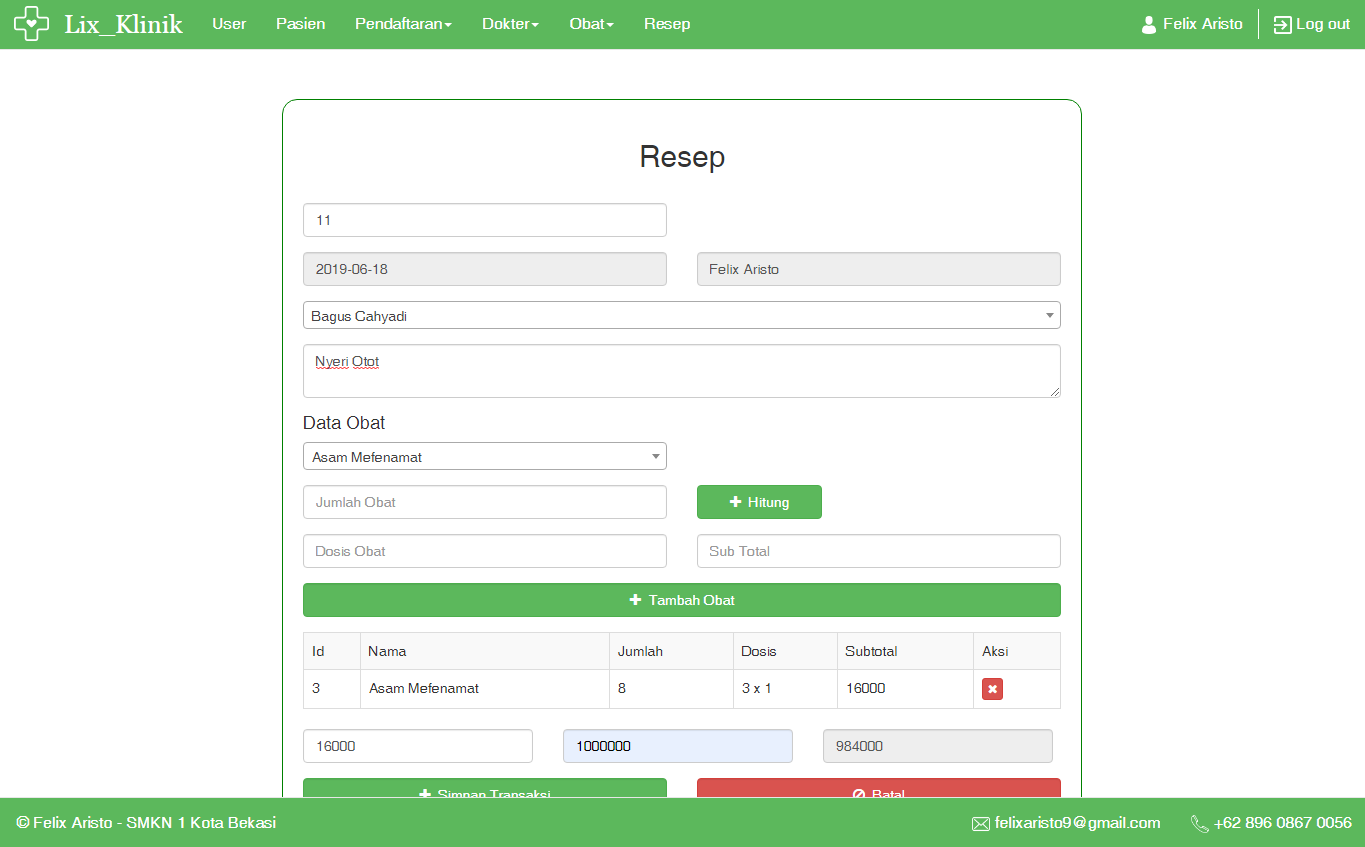 Lix_Klinik User Pasien Pendaftaran Dokter Obat Resep Felix Aristo Log out
Resep
11
2019-06-18 Felix Aristo
Bagus Cahyadi
Nyeri Otot
Data Obat
Asam Mefenamat
Jumlah Obat Hitung
Dosis Obat Sub Total
Tambah Obat
Id Nama Jumlah Dosis Subtotal Aksi
3 Asam Mefenamat 8 3 x 1 16000
16000 1000000 984000
Simpan Transaksi Batal
© Felix Aristo - SMKN 1 Kota Bekasi felixaristo9@gmail.com +62 896 0867 0056